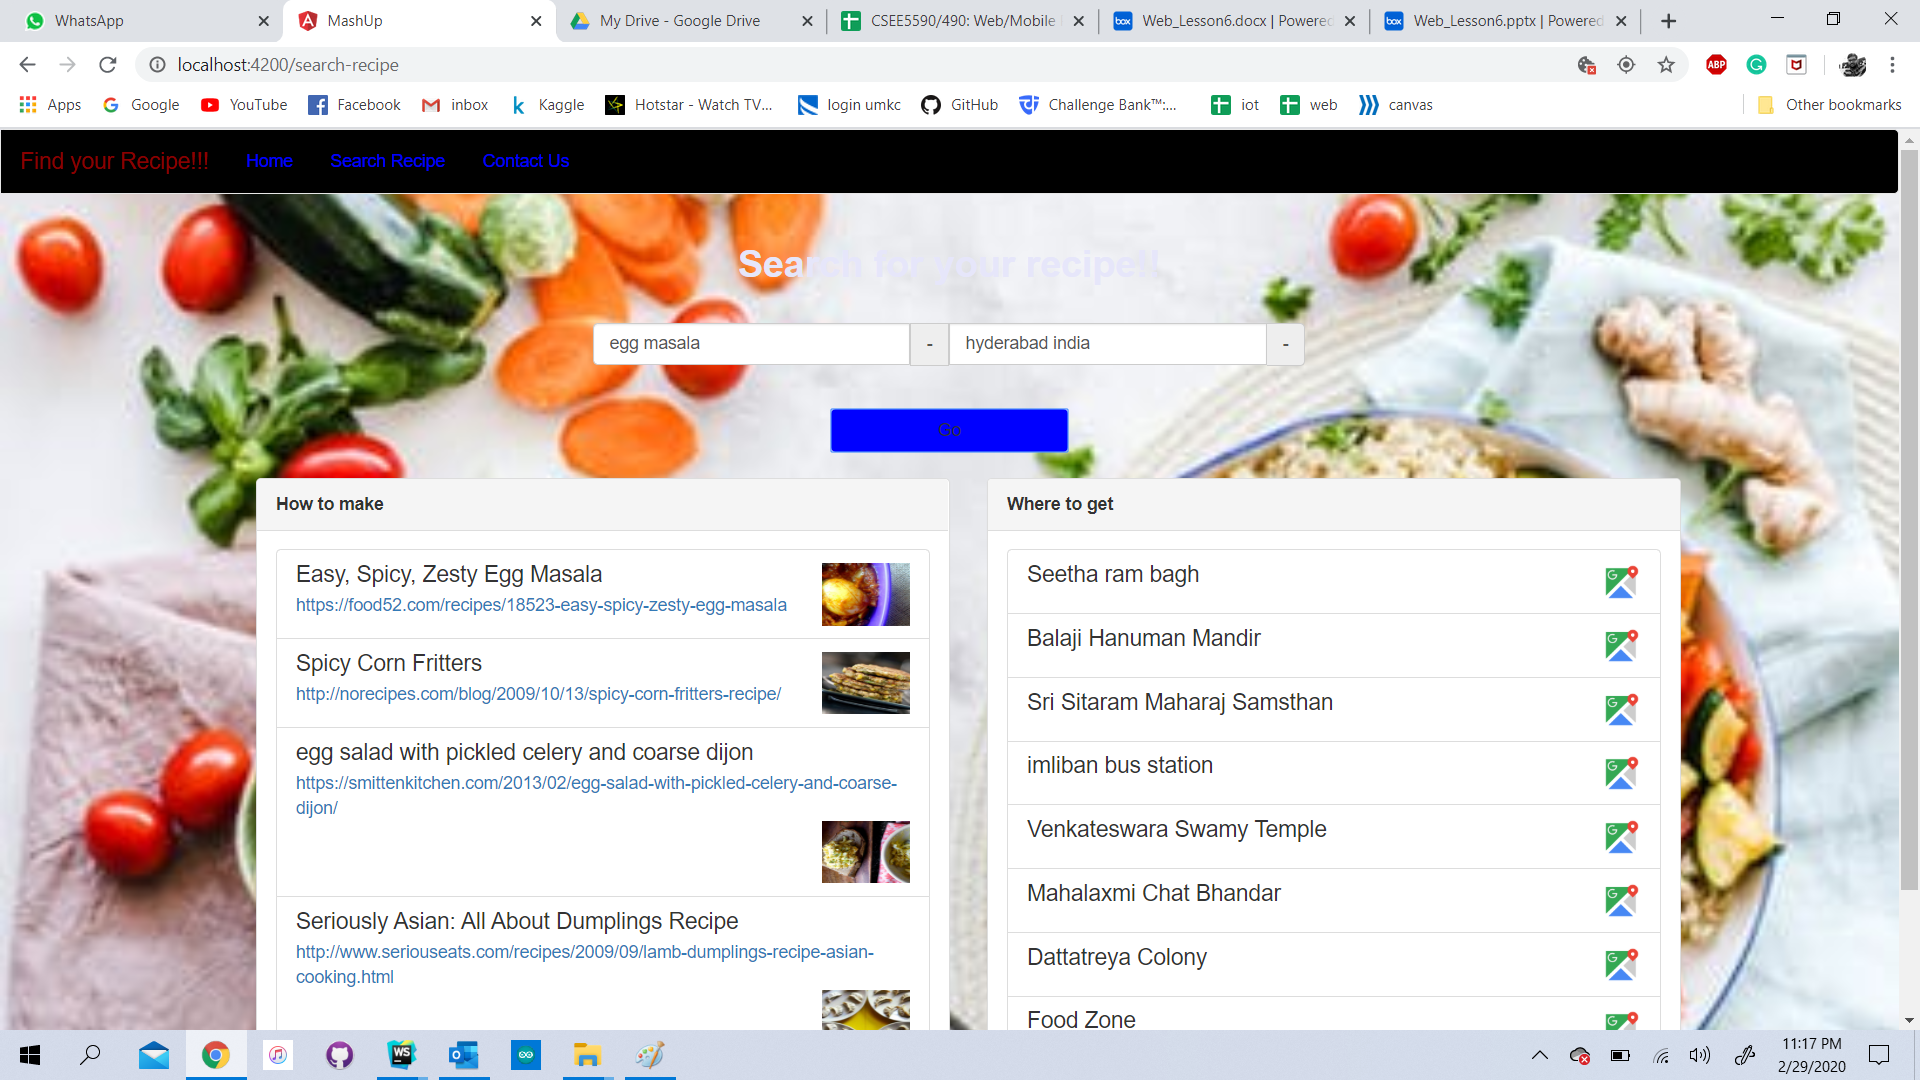 WhatsApp
MashUp
My Drive - Google Drive
CSEE5590/490: Web/Mobile
Web_Lesson6.docx | Powered
Web_Lesson6.pptx | Powered
localhost:4200/search-recipe
ABP
G
Apps
Google
YouTube
Facebook
inbox
Kaggle
Hotstar - Watch TV...
login umkc
GitHub
Challenge Bank™:...
iot
web
canvas
Other bookmarks
Find your Recipe!!!
Home
Search Recipe
Contact Us
Search for your recipe!!
egg masala
-
hyderabad india
-
Go
How to make
Easy, Spicy, Zesty Egg Masala
https://food52.com/recipes/18523-easy-spicy-zesty-egg-masala
Spicy Corn Fritters
http://norecipes.com/blog/2009/10/13/spicy-corn-fritters-recipe/
egg salad with pickled celery and coarse dijon
https://smittenkitchen.com/2013/02/egg-salad-with-pickled-celery-and-coarse-
dijon/
Seriously Asian: All About Dumplings Recipe
http://www.seriouseats.com/recipes/2009/09/lamb-dumplings-recipe-asian-
cooking.html
Where to get
Seetha ram bagh
Balaji Hanuman Mandir
Sri Sitaram Maharaj Samsthan
imliban bus station
Venkateswara Swamy Temple
Mahalaxmi Chat Bhandar
Dattatreya Colony
Food Zone
WS
11:17 PM
2/29/2020